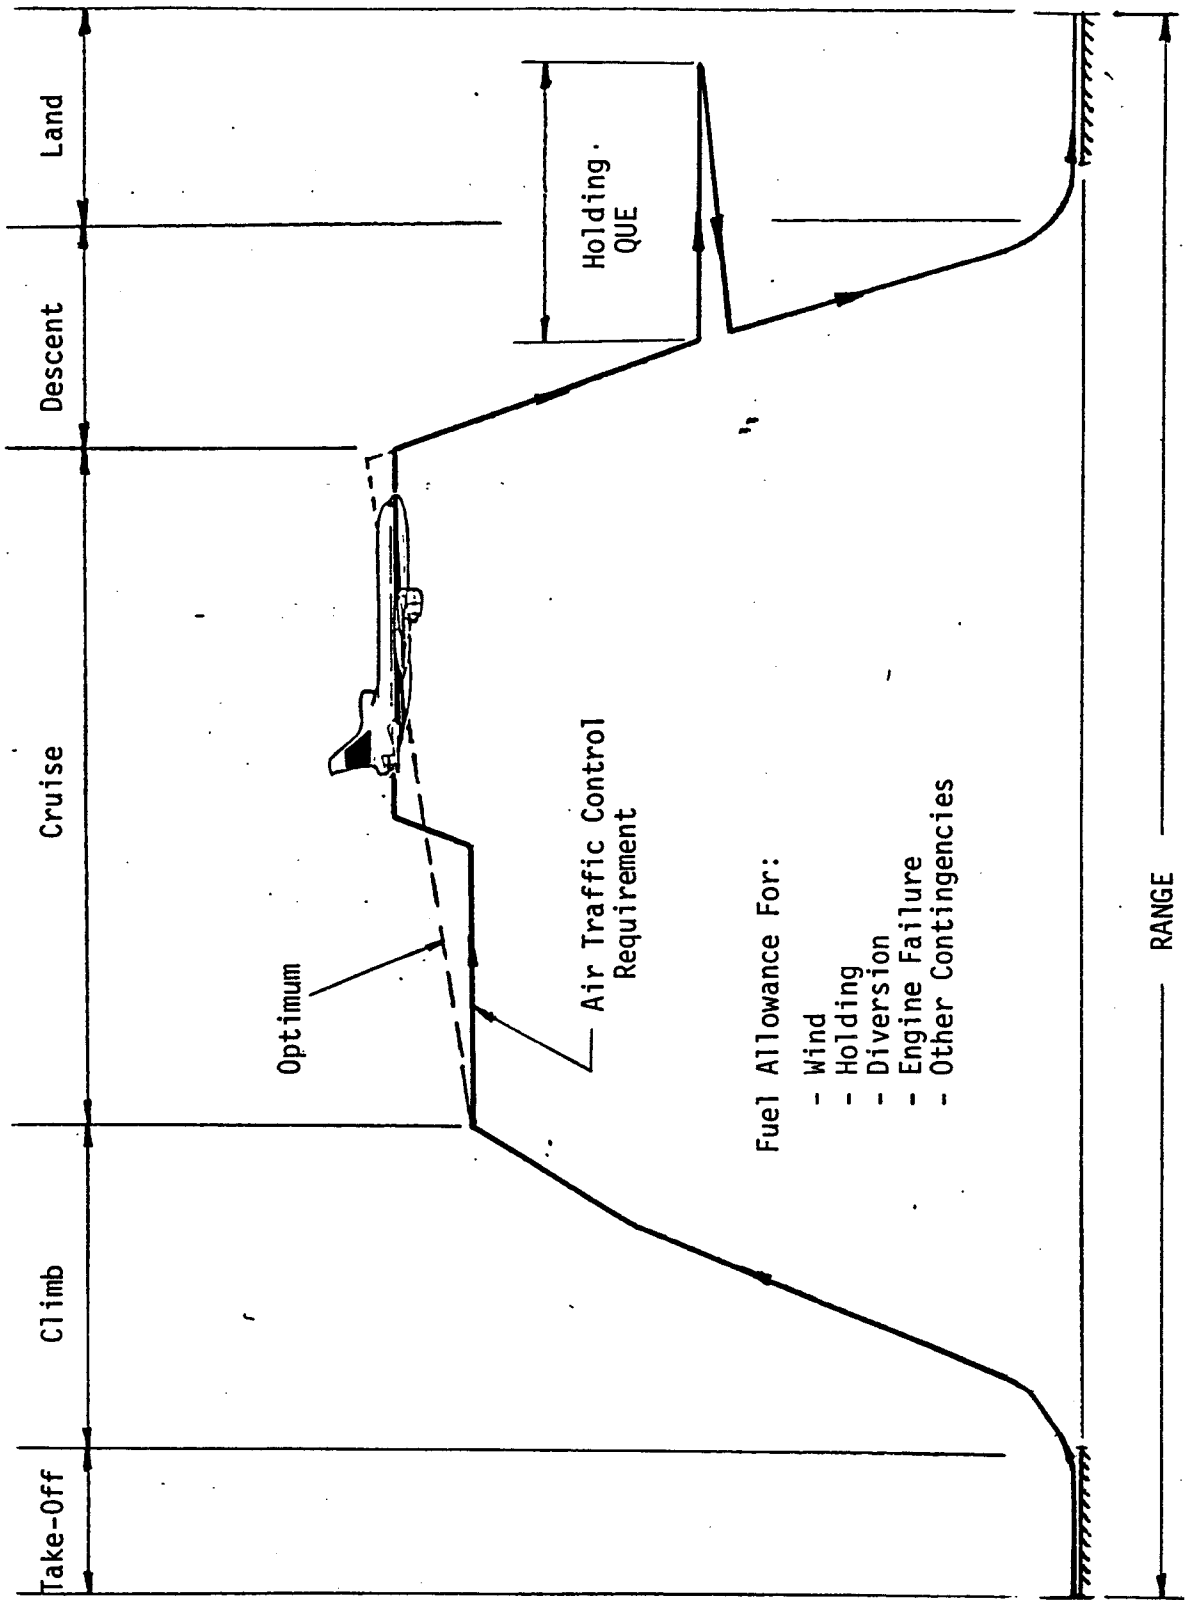 Take-Off
Climb
Cruise
Descent
Land
Optimum
Holding
QUE
Air Traffic Control
Requirement
Fuel Allowance For:
- Wind
- Holding
- Diversion
- Engine Failure
- Other Contingencies
RANGE